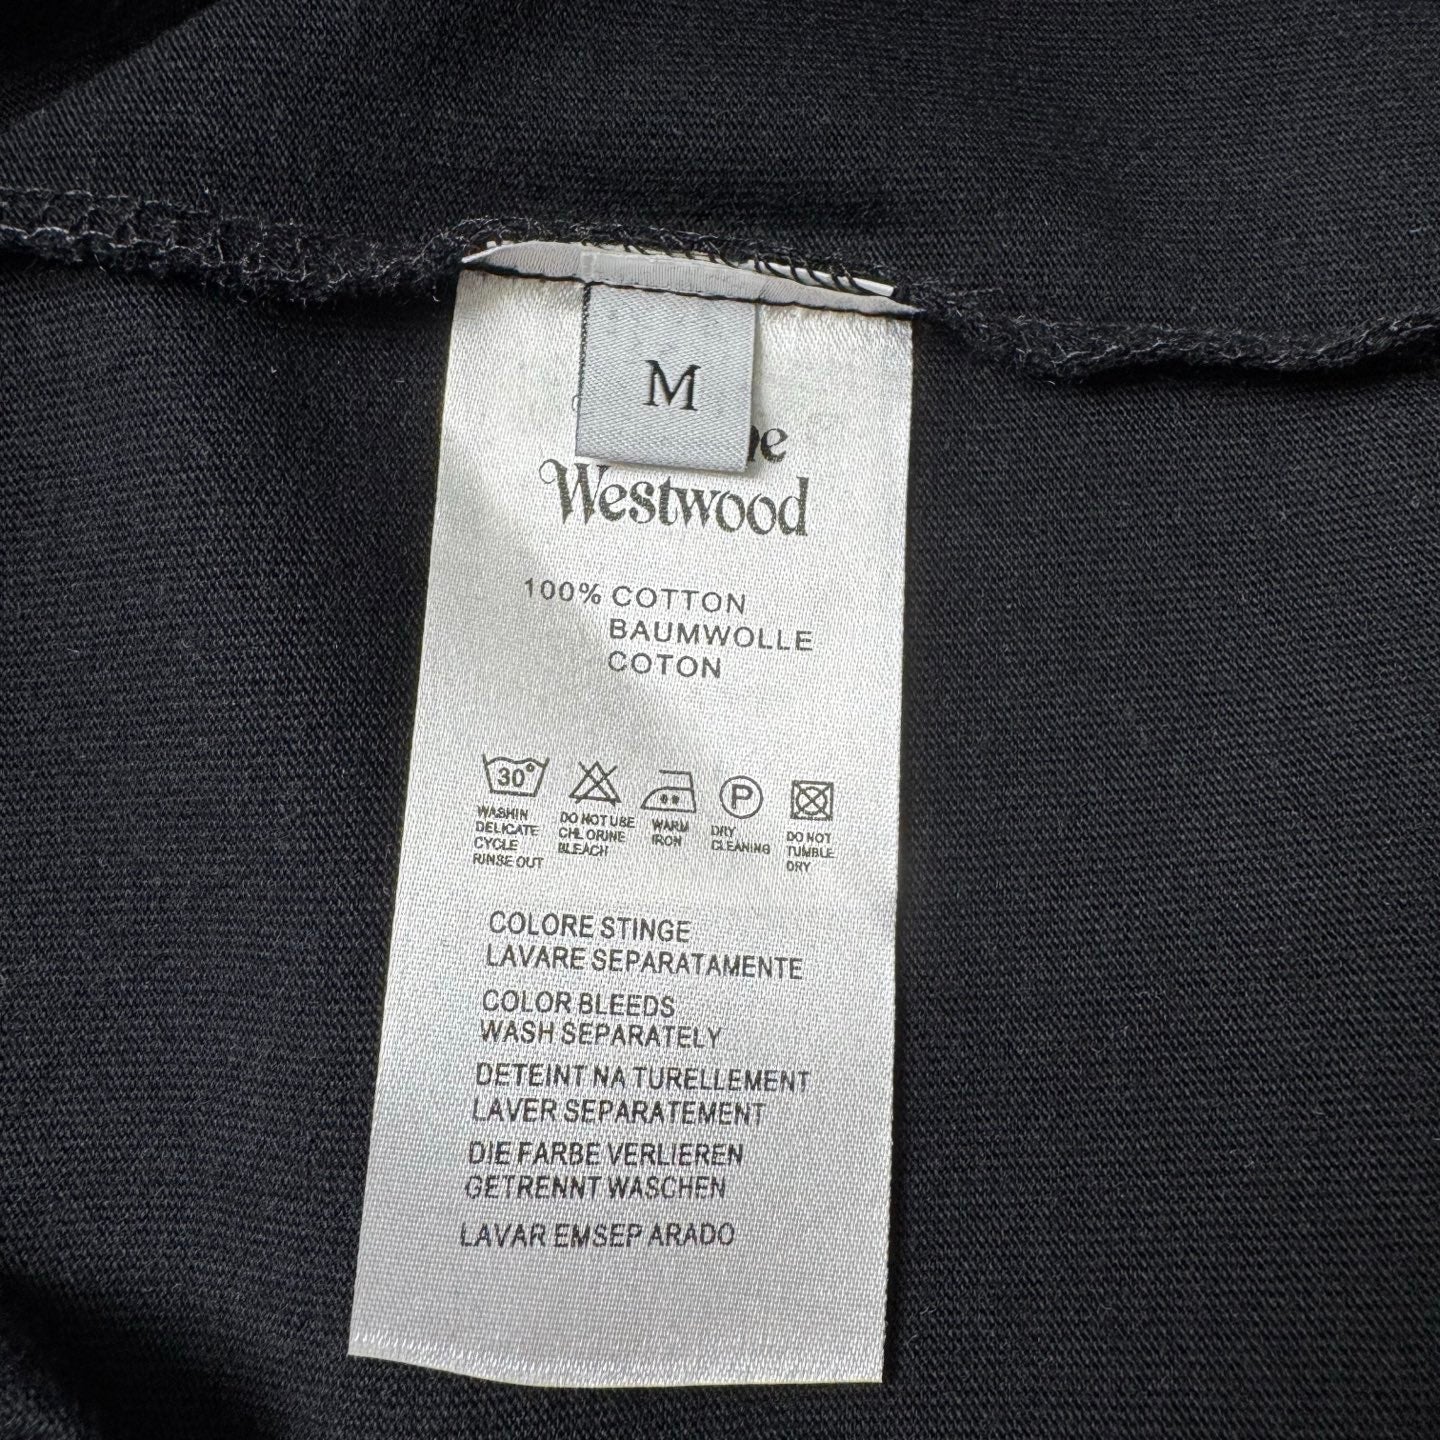 M
ne
Westwood
100% COTTON
BAUMWOLLE
COTON
30°
P
WASHIN
DELICATE
CYCLE
RINSE OUT
DO NOT USE
CHLORINE
BLEACH
WARM
IRON
DRY
CLEANING
DO NOT
TUMBLE
DRY
COLORE STINGE
LAVARE SEPARATAMENTE
COLOR BLEEDS
WASH SEPARATELY
DETEINT NA TURELLEMENT
LAVER SEPARATEMENT
DIE FARBE VERLIEREN
GETRENNT WASCHEN
LAVAR EMSEP ARADO